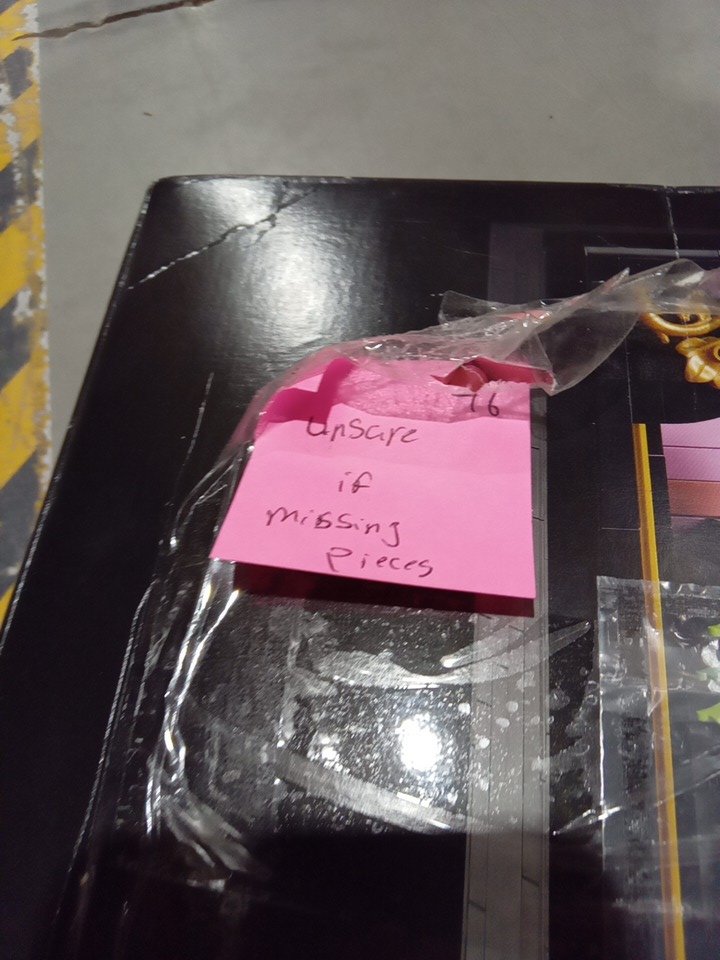 76
unsure
if
missing
pieces